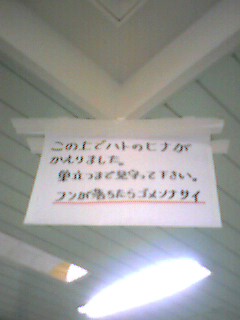 この上でハトのヒナが
かえりました。
巣立つまで見守って下さい。
フンが落ちたらゴメンナサイ